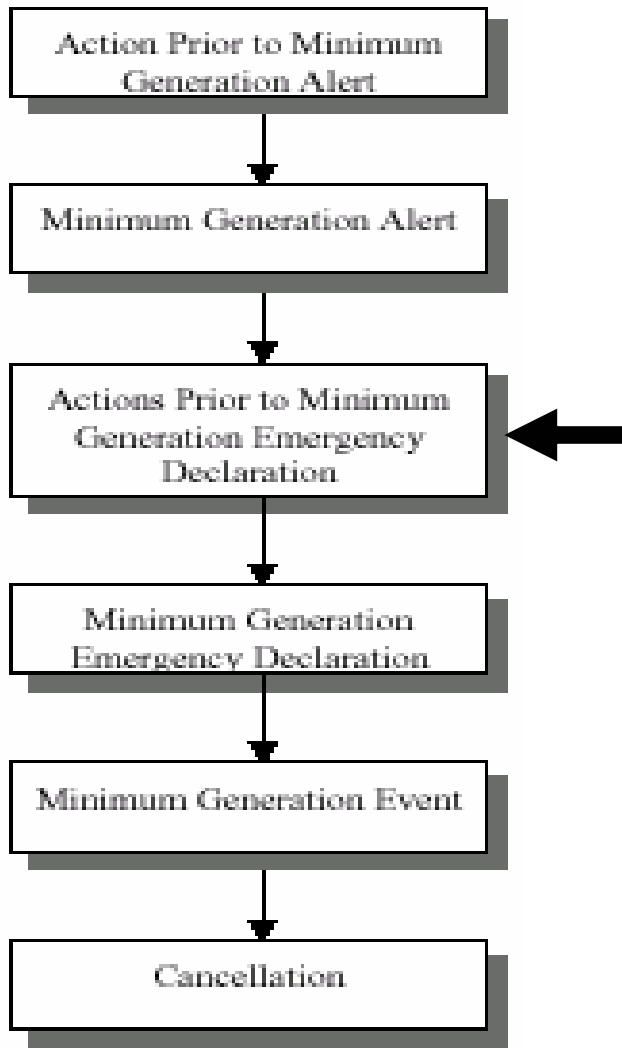 Action Prior to Minimum
Generation Alert
Minimum Generation Alert
Actions Prior to Minimum
Generation Emergency
Declaration
Minimum Generation
Emergency Declaration
Minimum Generation Event
Cancellation